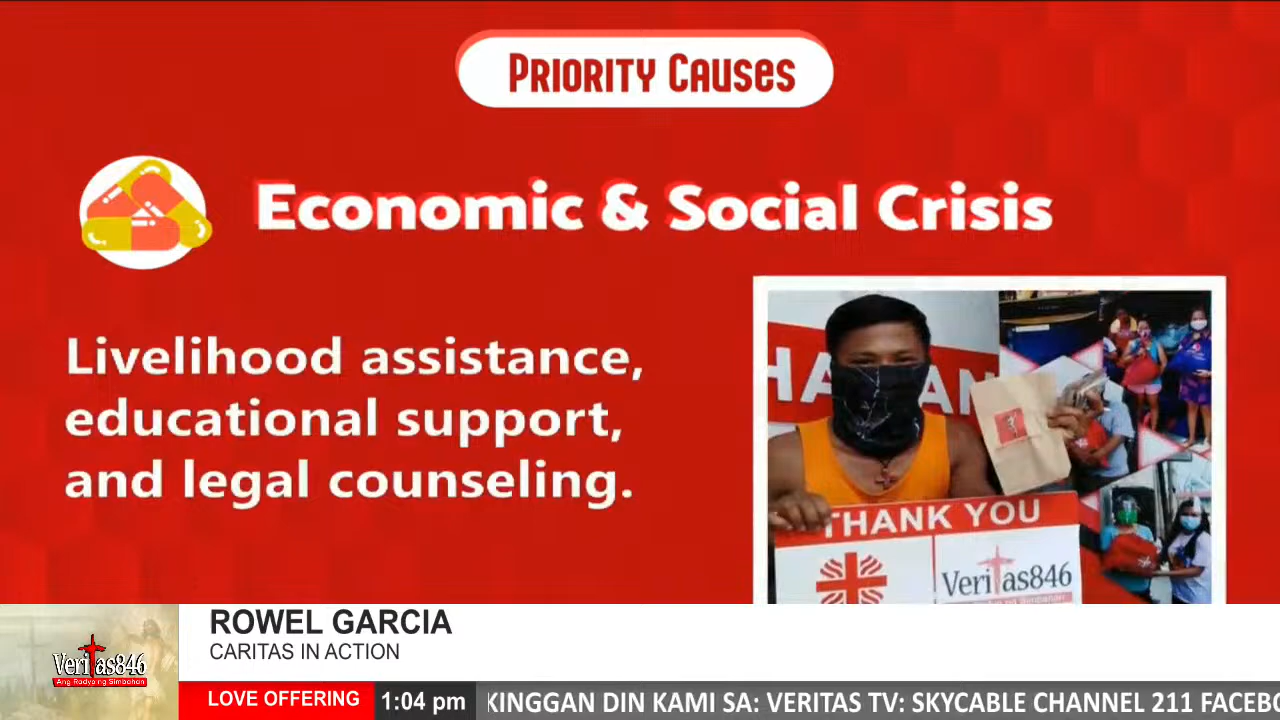 PRIORITY CAUSES
Economic & Social Crisis
Livelihood assistance,
educational support,
and legal counseling.
THANK YOU
Veritas846
ROWEL GARCIA
CARITAS IN ACTION
Veritas846
Ang Radyo ng Simbahan
LOVE OFFERING
1:04 pm
KINGGAN DIN KAMI SA: VERITAS TV: SKYCABLE CHANNEL 211 FACEBO